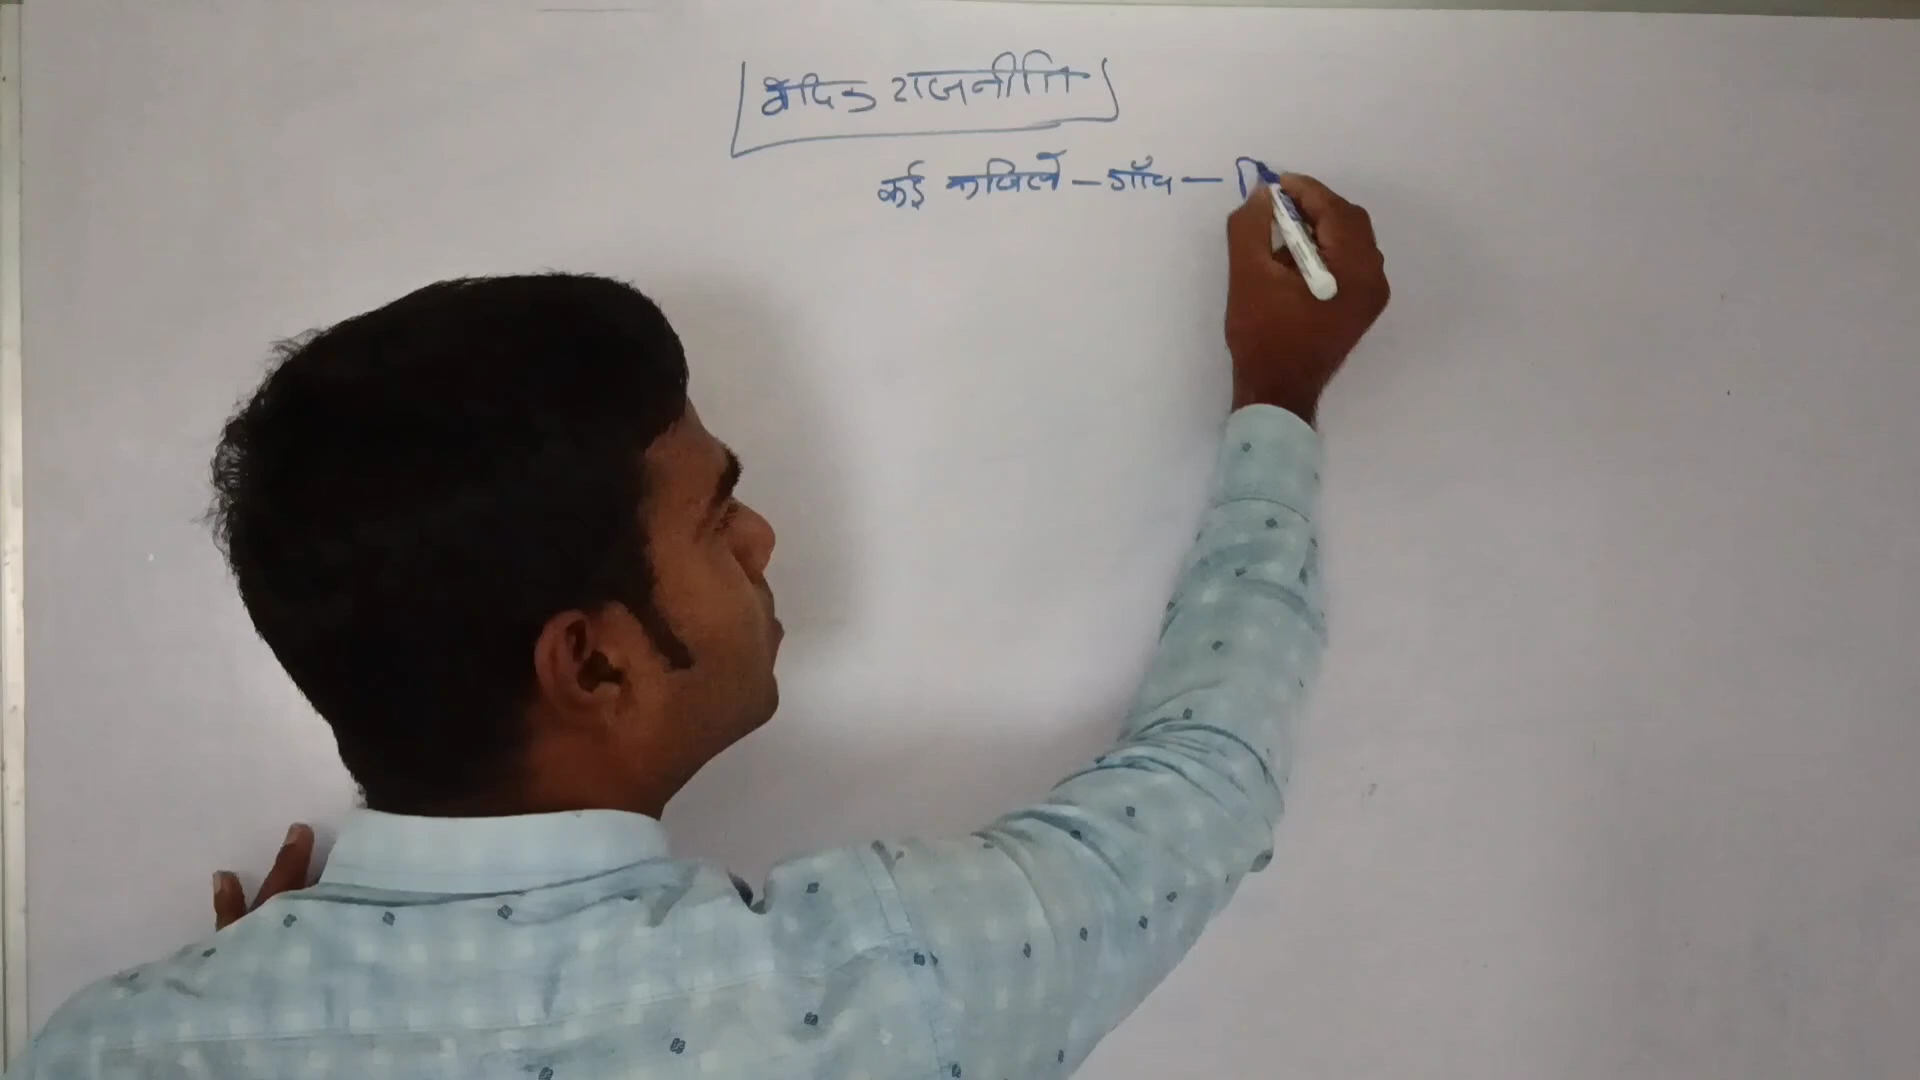 वैदिक राजनीति
कई कबिले – गाँव –